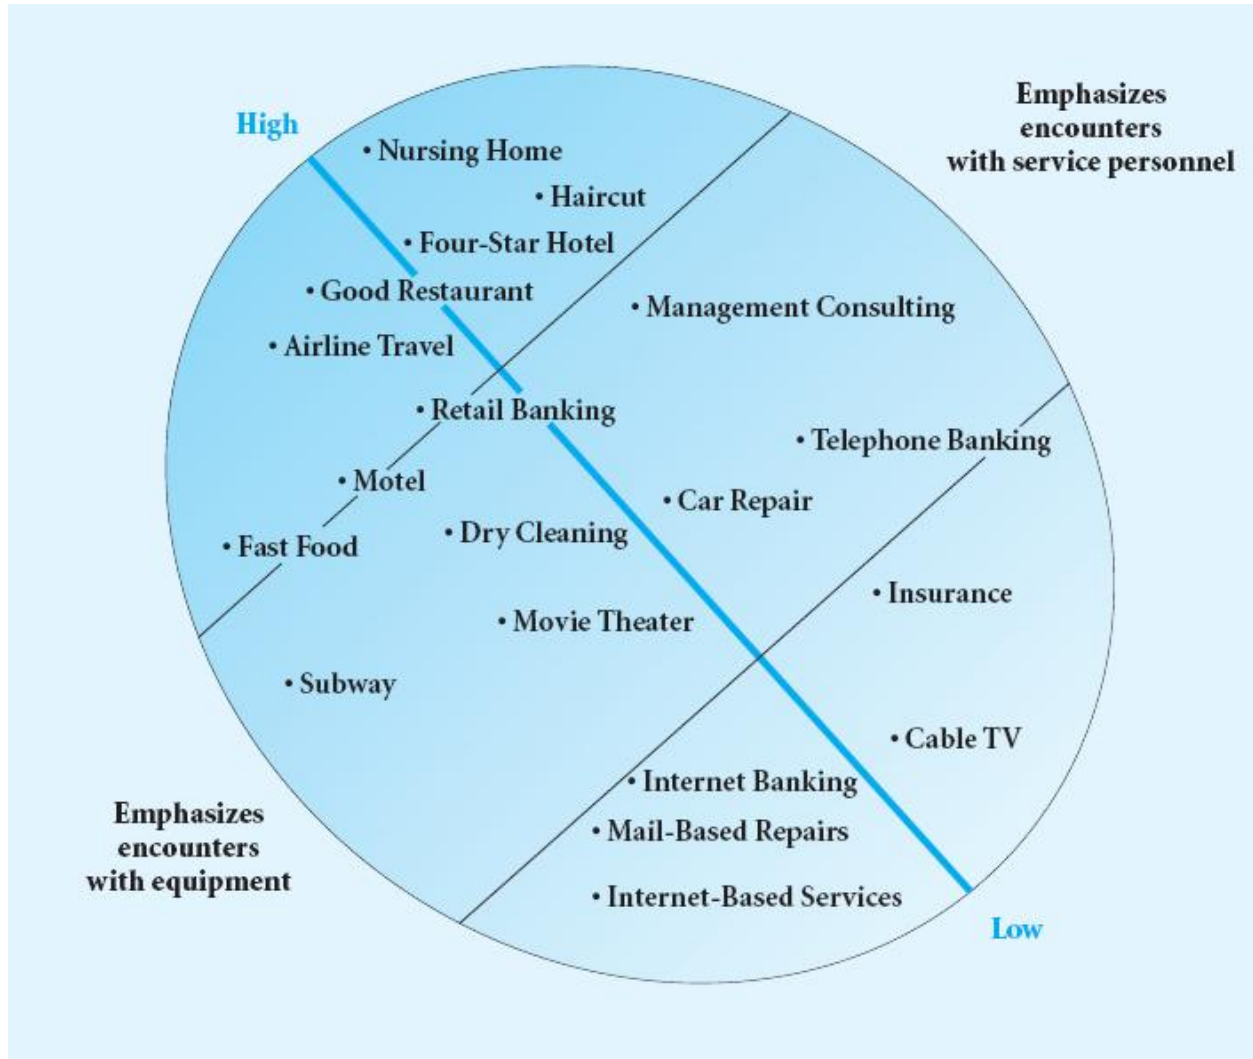 Emphasizes
encounters
with service personnel
High
• Nursing Home
• Haircut
• Four-Star Hotel
• Good Restaurant
• Management Consulting
• Airline Travel
• Retail Banking
• Telephone Banking
• Motel
• Car Repair
• Dry Cleaning
• Fast Food
• Insurance
• Movie Theater
• Subway
• Cable TV
• Internet Banking
Emphasizes
encounters
with equipment
• Mail-Based Repairs
• Internet-Based Services
Low